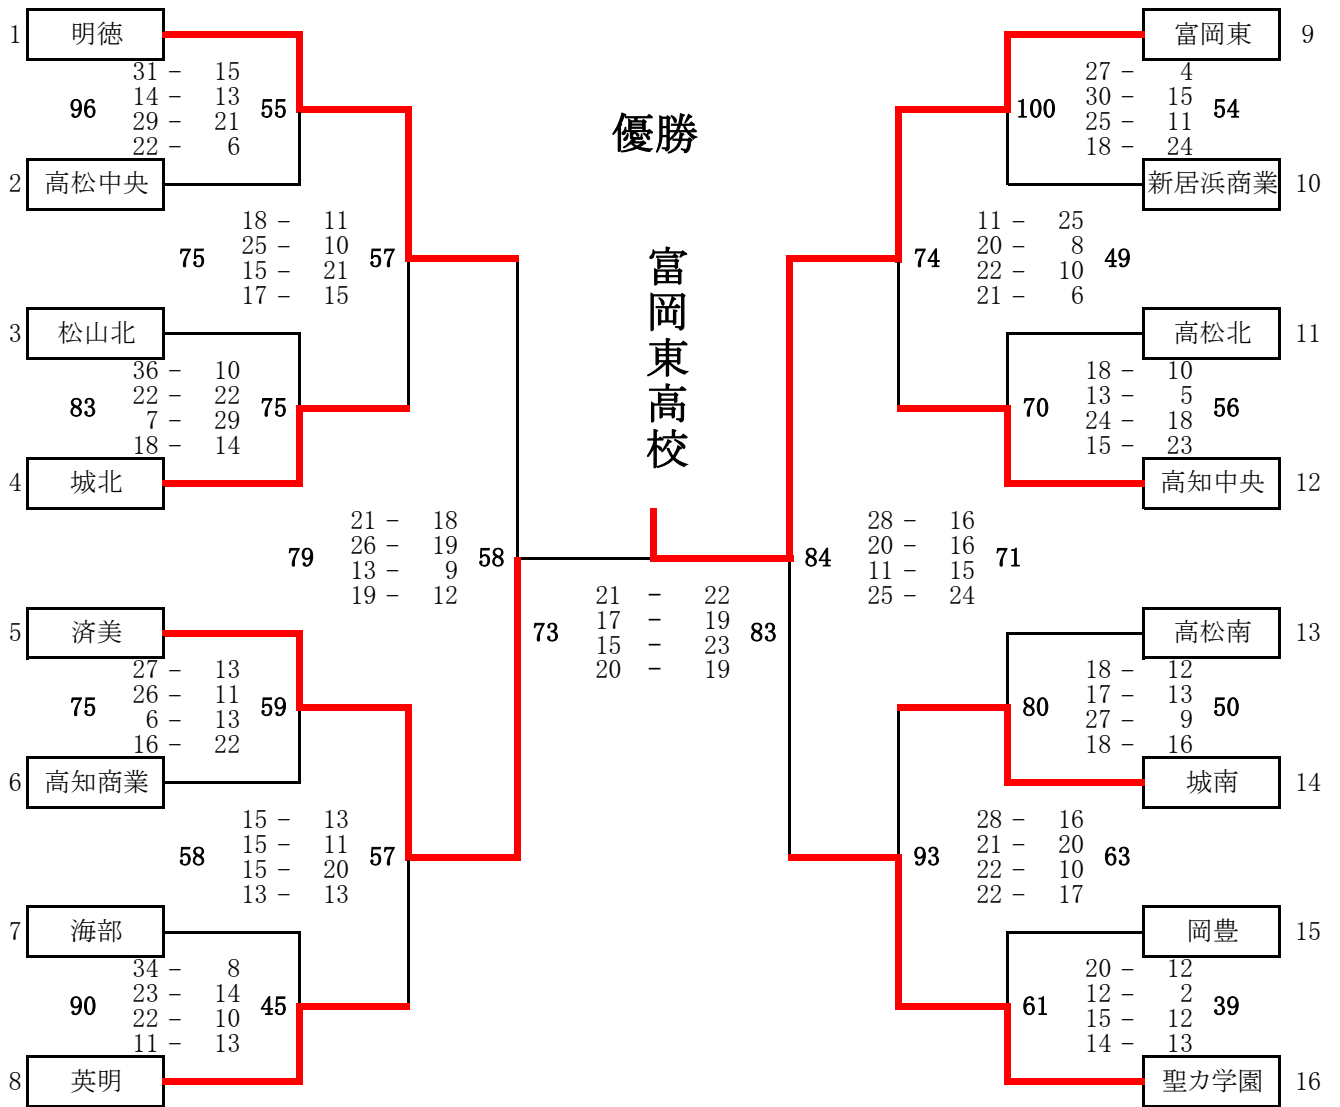 1 明徳
31 - 15
96 14 - 13 55
29 - 21
22 - 6
2 高松中央
18 - 11
75 25 - 10 57
15 - 21
17 - 15
3 松山北
36 - 10
83 22 - 22 75
7 - 29
18 - 14
4 城北
21 - 18
79 26 - 19 58
13 - 9
19 - 12
5 済美
27 - 13
75 26 - 11 59
6 - 13
16 - 22
6 高知商業
15 - 13
58 15 - 11 57
15 - 20
13 - 13
7 海部
34 - 8
90 23 - 14 45
22 - 10
11 - 13
8 英明
優勝
富岡東高校
21 - 22
73 17 - 19 83
15 - 23
20 - 19
富岡東 9
27 - 4
100 30 - 15 54
25 - 11
18 - 24
新居浜商業 10
11 - 25
74 20 - 8 49
22 - 10
21 - 6
高松北 11
18 - 10
70 13 - 5 56
24 - 18
15 - 23
高知中央 12
28 - 16
84 20 - 16 71
11 - 15
25 - 24
高松南 13
18 - 12
80 17 - 13 50
27 - 9
18 - 16
城南 14
28 - 16
93 21 - 20 63
22 - 10
22 - 17
岡豊 15
20 - 12
61 12 - 2 39
15 - 12
14 - 13
聖カ学園 16